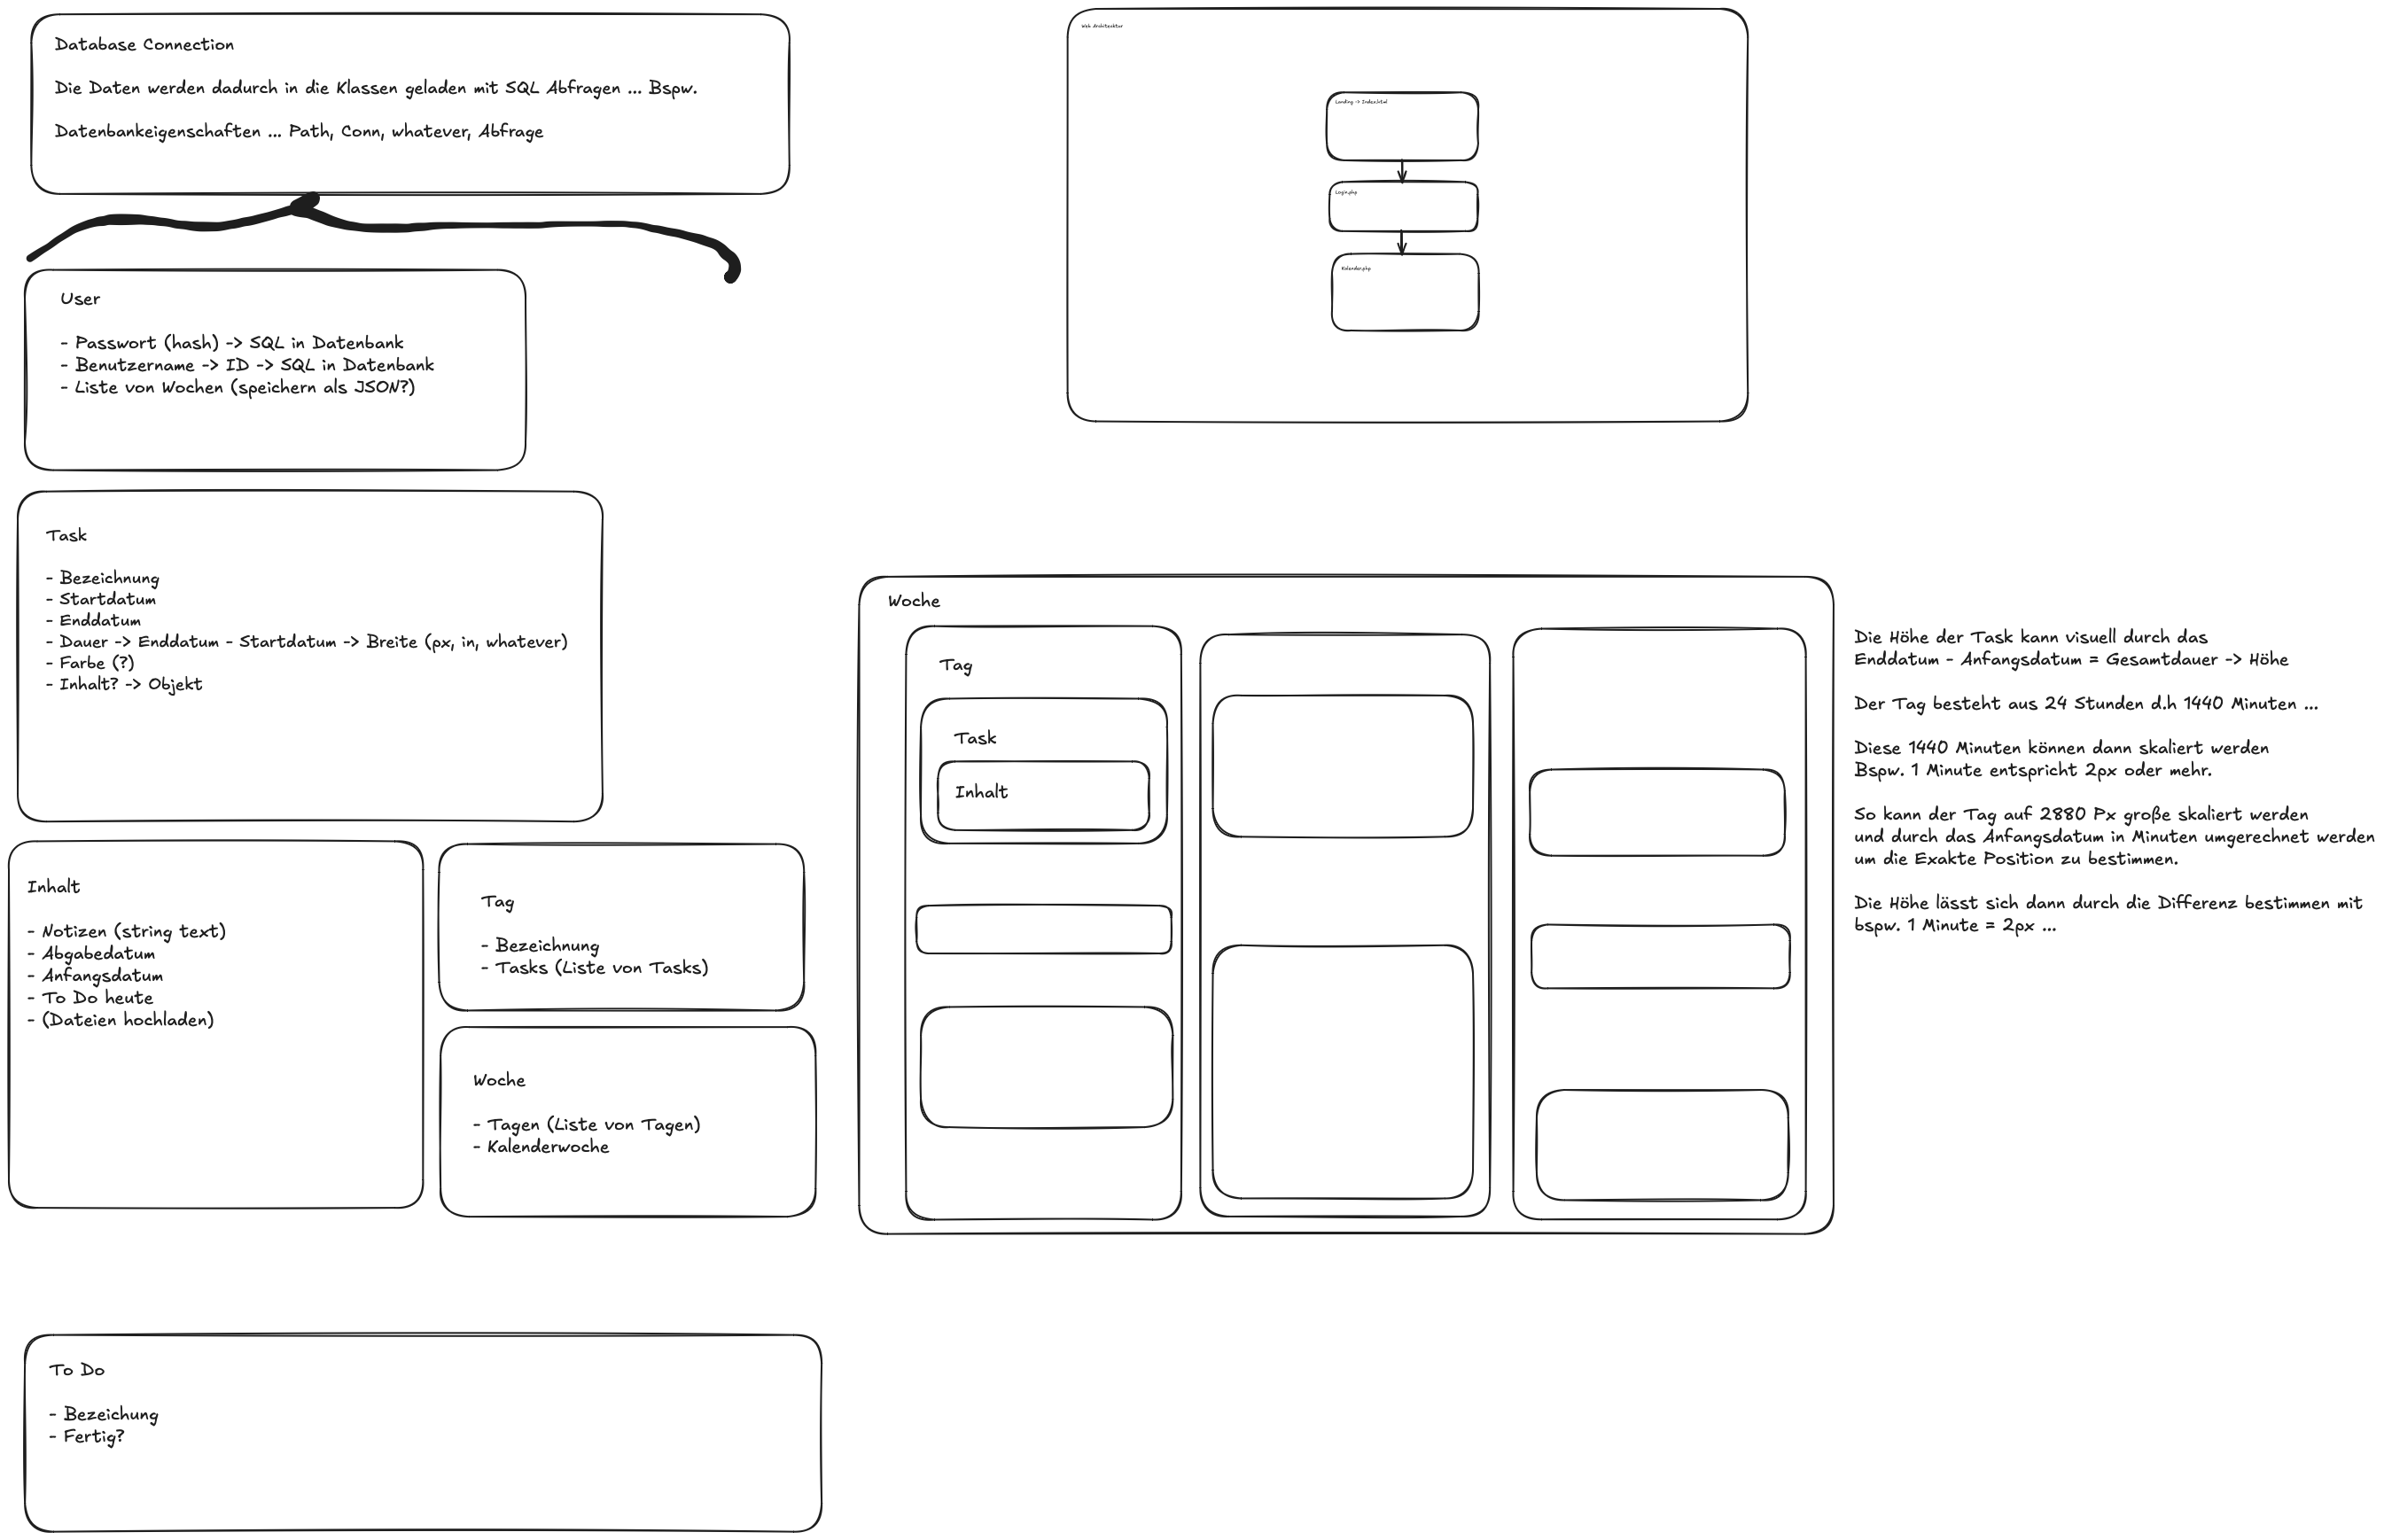 Database Connection
Die Daten werden dadurch in die Klassen geladen mit SQL Abfragen ... Bspw.
Datenbankeigenschaften ... Path, Conn, whatever, Abfrage
User
- Passwort (hash) -> SQL in Datenbank
- Benutzername -> ID -> SQL in Datenbank
- Liste von Wochen (speichern als JSON?)
Task
- Bezeichnung
- Startdatum
- Enddatum
- Dauer -> Enddatum - Startdatum -> Breite (px, in, whatever)
- Farbe (?)
- Inhalt? -> Objekt
Inhalt
- Notizen (string text)
- Abgabedatum
- Anfangsdatum
- To Do heute
- (Dateien hochladen)
Tag
- Bezeichnung
- Tasks (Liste von Tasks)
Woche
- Tagen (Liste von Tagen)
- Kalenderwoche
To Do
- Bezeichung
- Fertig?
Web Architektur
Landing -> Index.html
Login.php
Kalender.php
Woche
Tag
Task
Inhalt
Die Höhe der Task kann visuell durch das
Enddatum - Anfangsdatum = Gesamtdauer -> Höhe
Der Tag besteht aus 24 Stunden d.h 1440 Minuten ...
Diese 1440 Minuten können dann skaliert werden
Bspw. 1 Minute entspricht 2px oder mehr.
So kann der Tag auf 2880 Px große skaliert werden
und durch das Anfangsdatum in Minuten umgerechnet werden
um die Exakte Position zu bestimmen.
Die Höhe lässt sich dann durch die Differenz bestimmen mit
bspw. 1 Minute = 2px ...